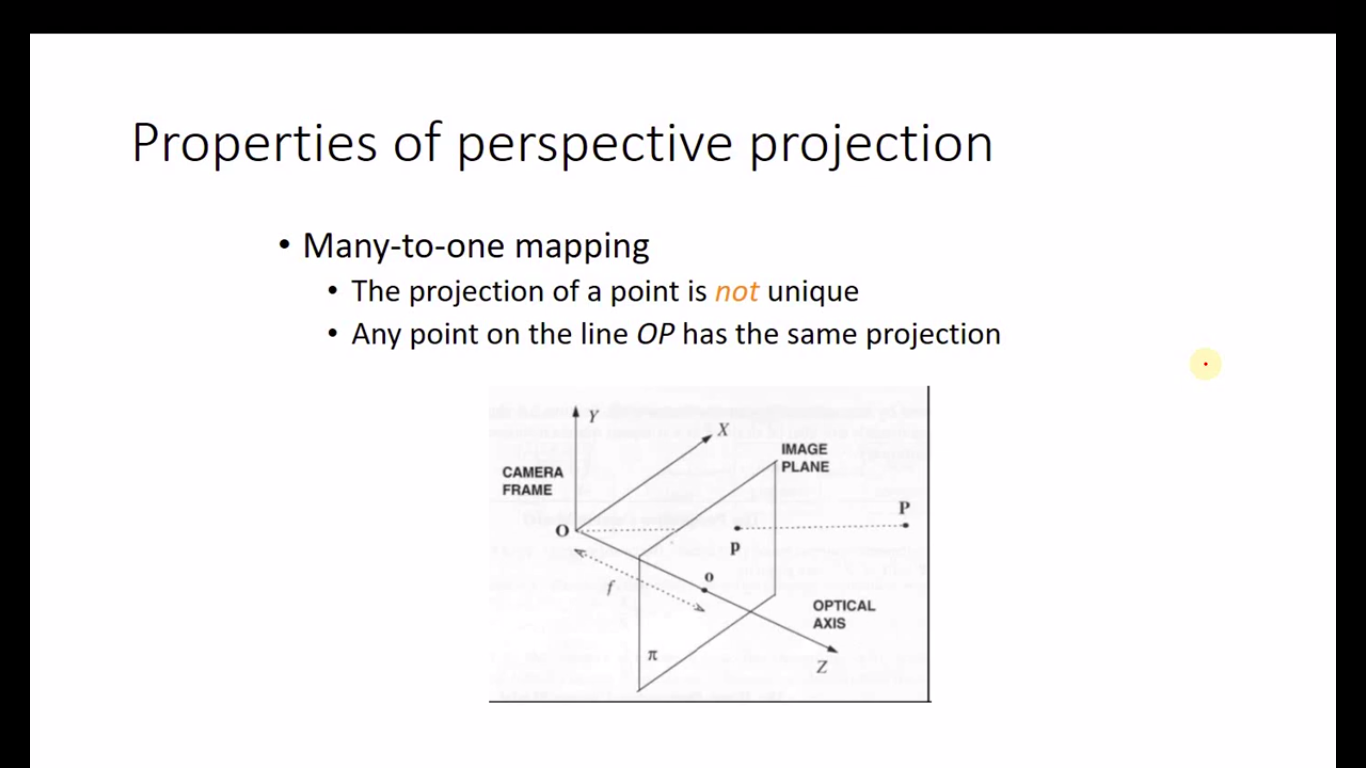 Properties of perspective projection
• Many-to-one mapping
• The projection of a point is not unique
• Any point on the line OP has the same projection
Y
X
IMAGE
PLANE
CAMERA
FRAME
O
P
p
o
f
OPTICAL
AXIS
π
Z